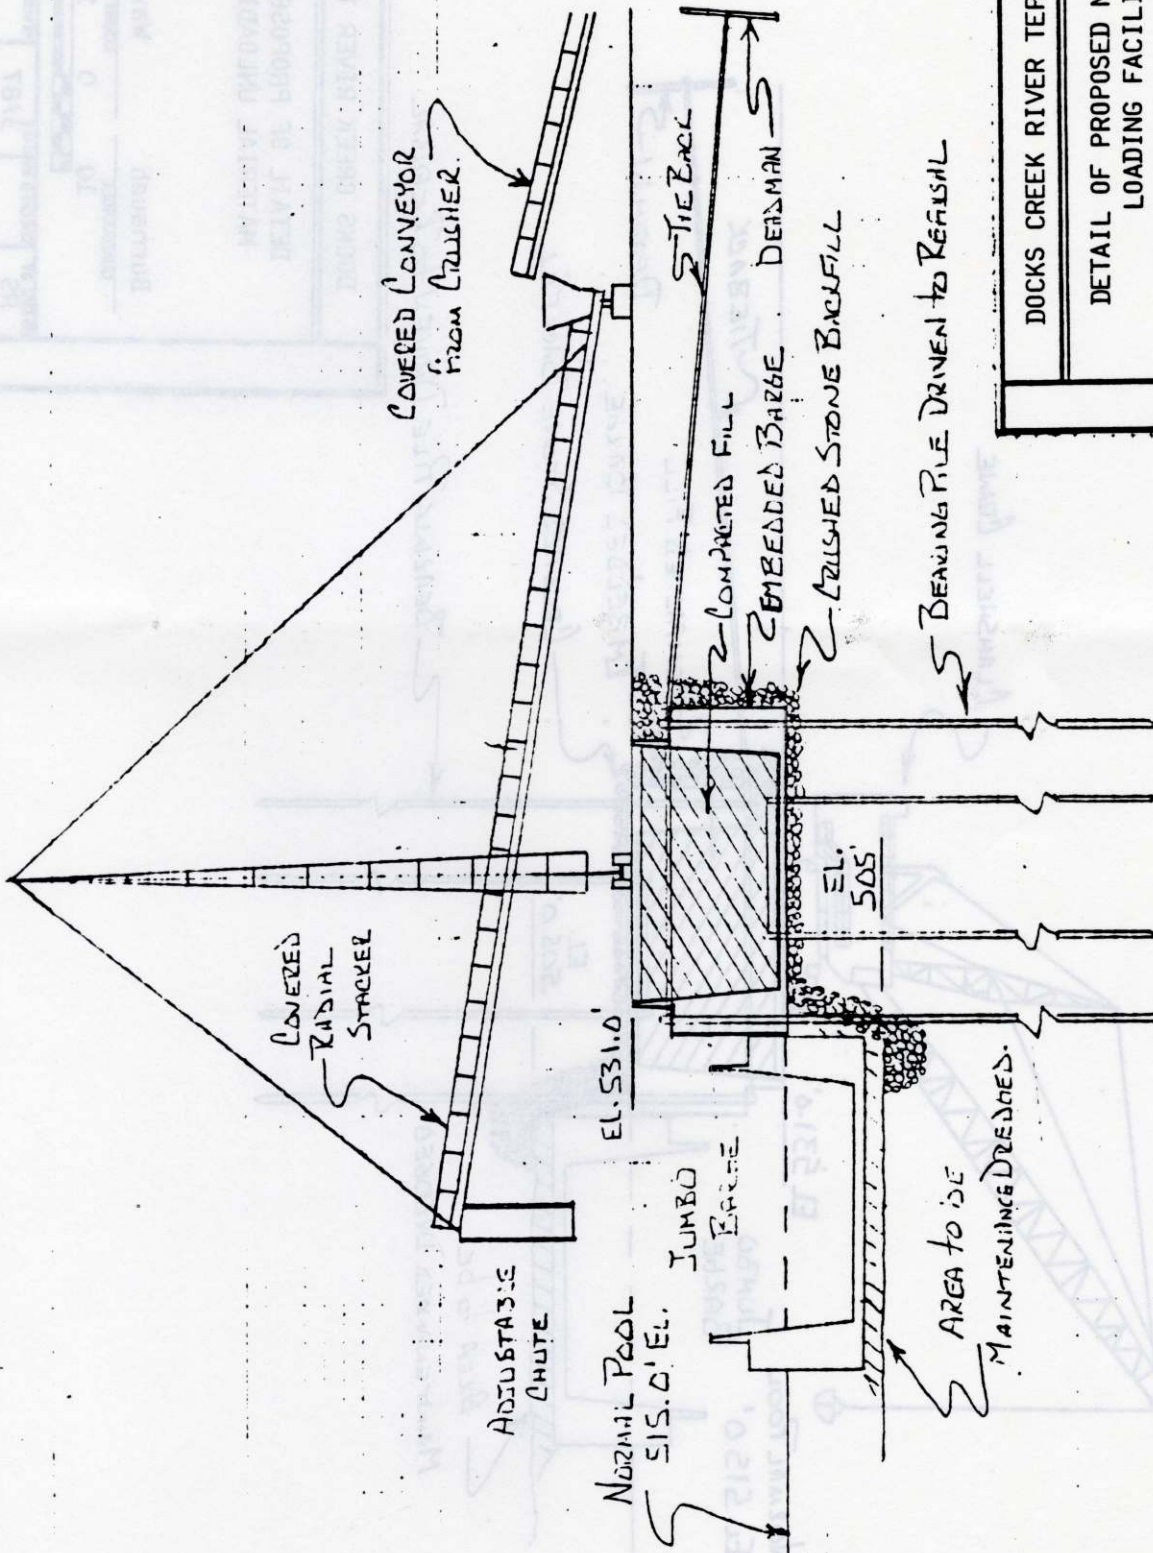 COVERED CONVEYOR
FROM CRUSHER.
COVERED
RADIAL
STACKER
ADJUSTABLE
CHUTE
NORMAL POOL
515.0' EL.
EL. 531.0'
JUMBO
BARGE
TIE BACK
DEADMAN
COMPACTED FILL
EMBEDDED BARGE
CRUSHED STONE BACKFILL
BEARING PILE DRIVEN TO REFUSAL
EL.
505'
AREA TO BE
MAINTENANCE DREDGED.
DOCKS CREEK RIVER TER
DETAIL OF PROPOSED M
LOADING FACILI